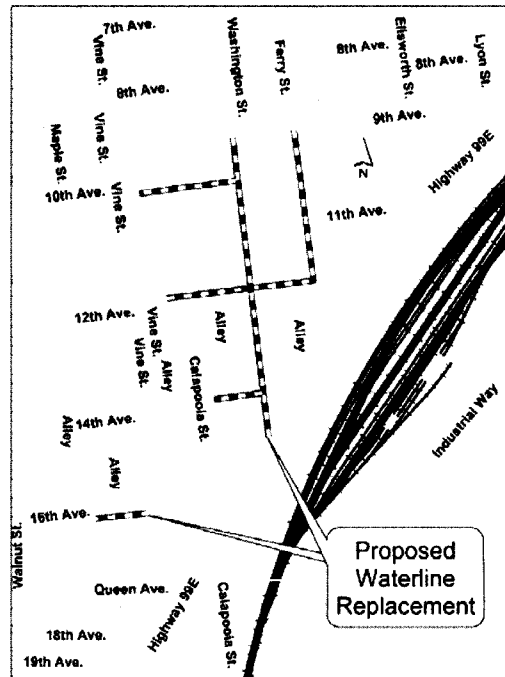 7th Ave.
Vine St.
Washington St.
Ferry St.
8th Ave.
Ellsworth St.
8th Ave.
Lyon St.
9th Ave.
Vine St.
9th Ave.
Maple St.
N
Highway 99E
10th Ave.
Vine St.
11th Ave.
12th Ave.
Vine St.
Vine St.
Alley
Alley
Alley
Calapooia St.
14th Ave.
Alley
Alley
Industrial Way
Walnut St.
Queen Ave.
Highway 99E
Calapooia St.
18th Ave.
19th Ave.
Proposed
Waterline
Replacement